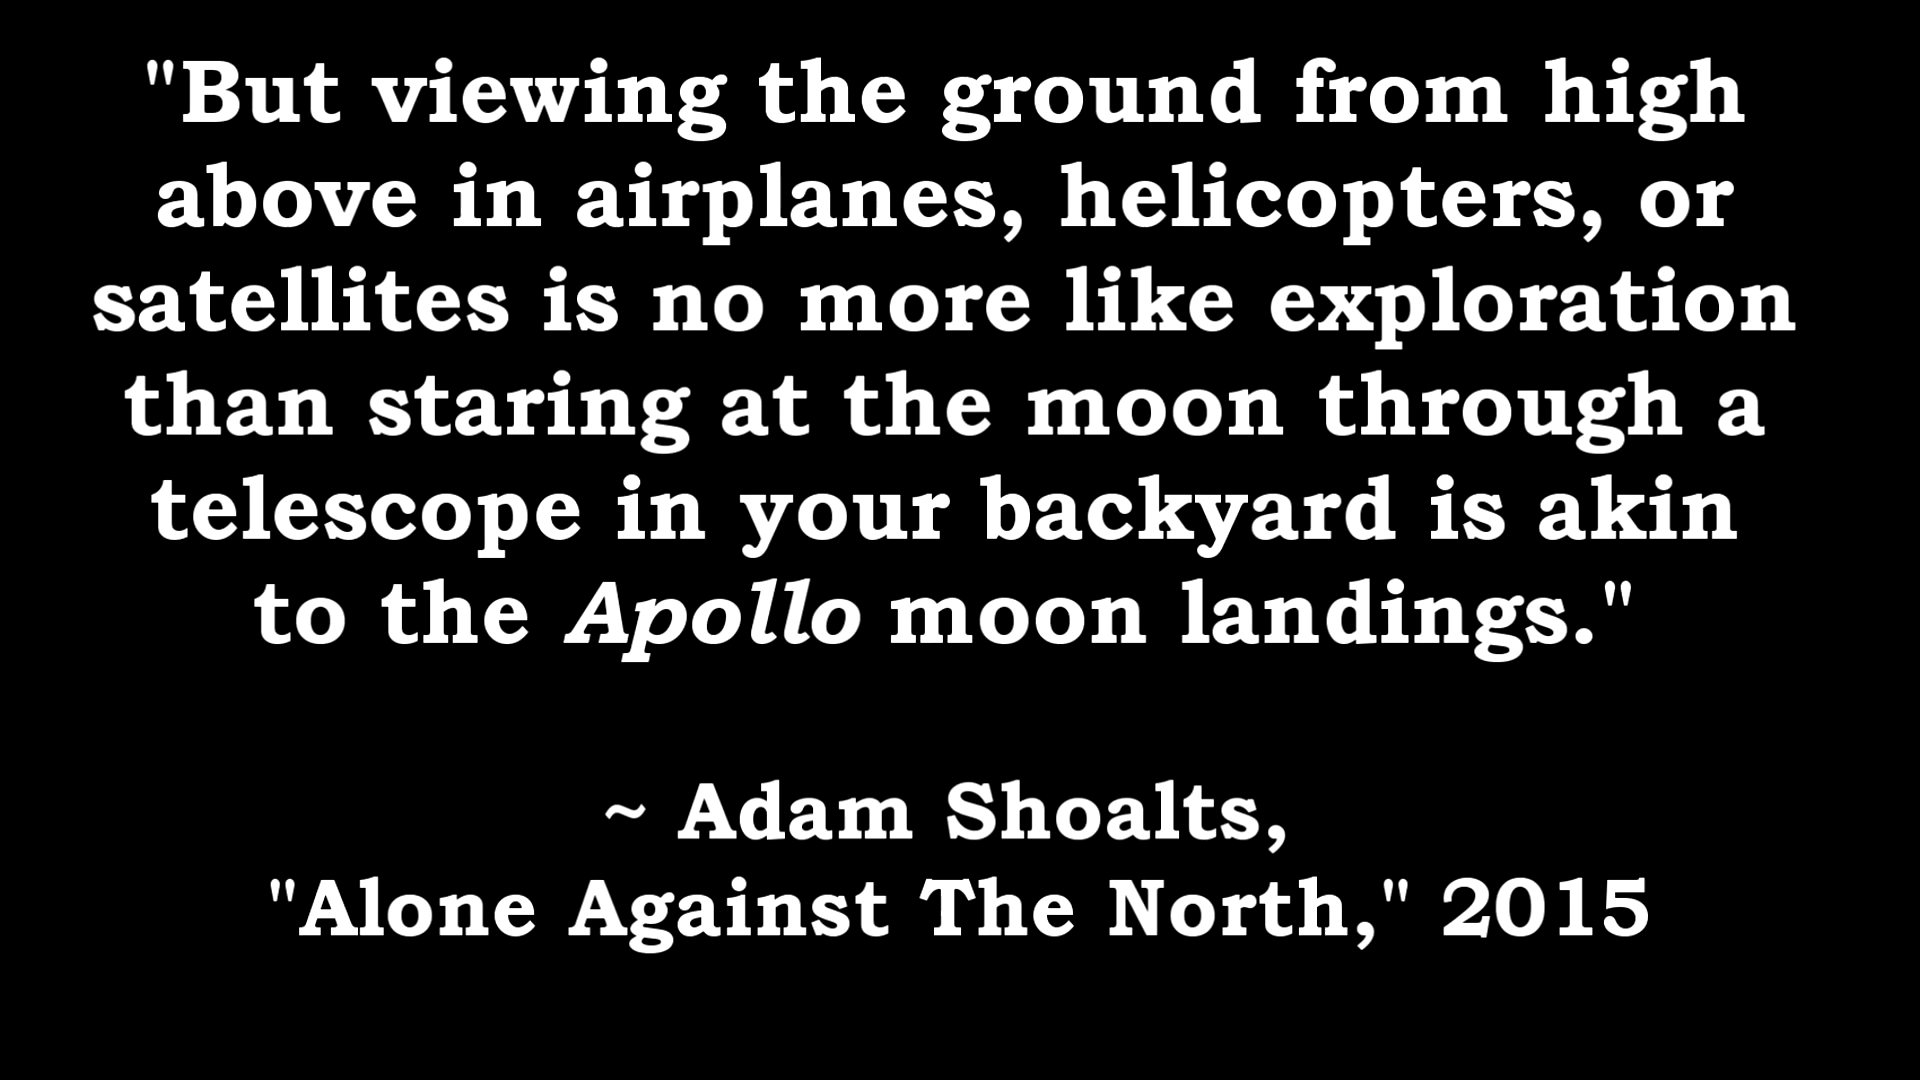 "But viewing the ground from high
above in airplanes, helicopters, or
satellites is no more like exploration
than staring at the moon through a
telescope in your backyard is akin
to the Apollo moon landings."
~ Adam Shoalts,
"Alone Against The North," 2015